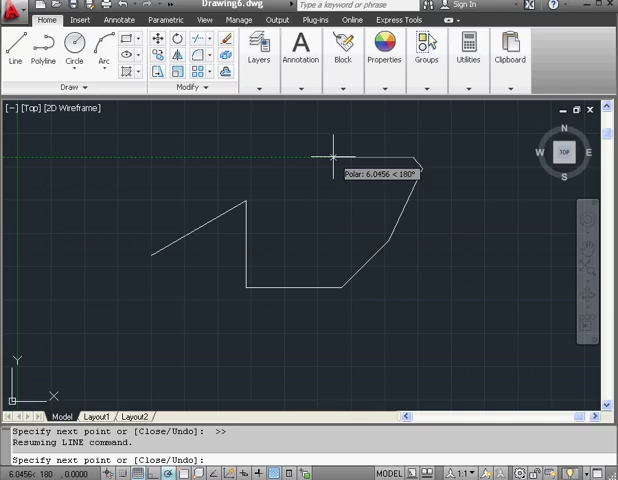 Drawing6.dwg
Type a keyword or phrase
Sign In
Home Insert Annotate Parametric View Manage Output Plug-ins Online Express Tools
Line Polyline Circle Arc
Layers Annotation Block Properties Groups Utilities Clipboard
Draw Modify
[−] [Top] [2D Wireframe]
N
W TOP E
S
Polar: 6.0456 < 180°
Y
X
Model Layout1 Layout2
Specify next point or [Close/Undo]: >>
Resuming LINE command.
Specify next point or [Close/Undo]:
6.0456< 180 ,0.0000
MODEL
1:1